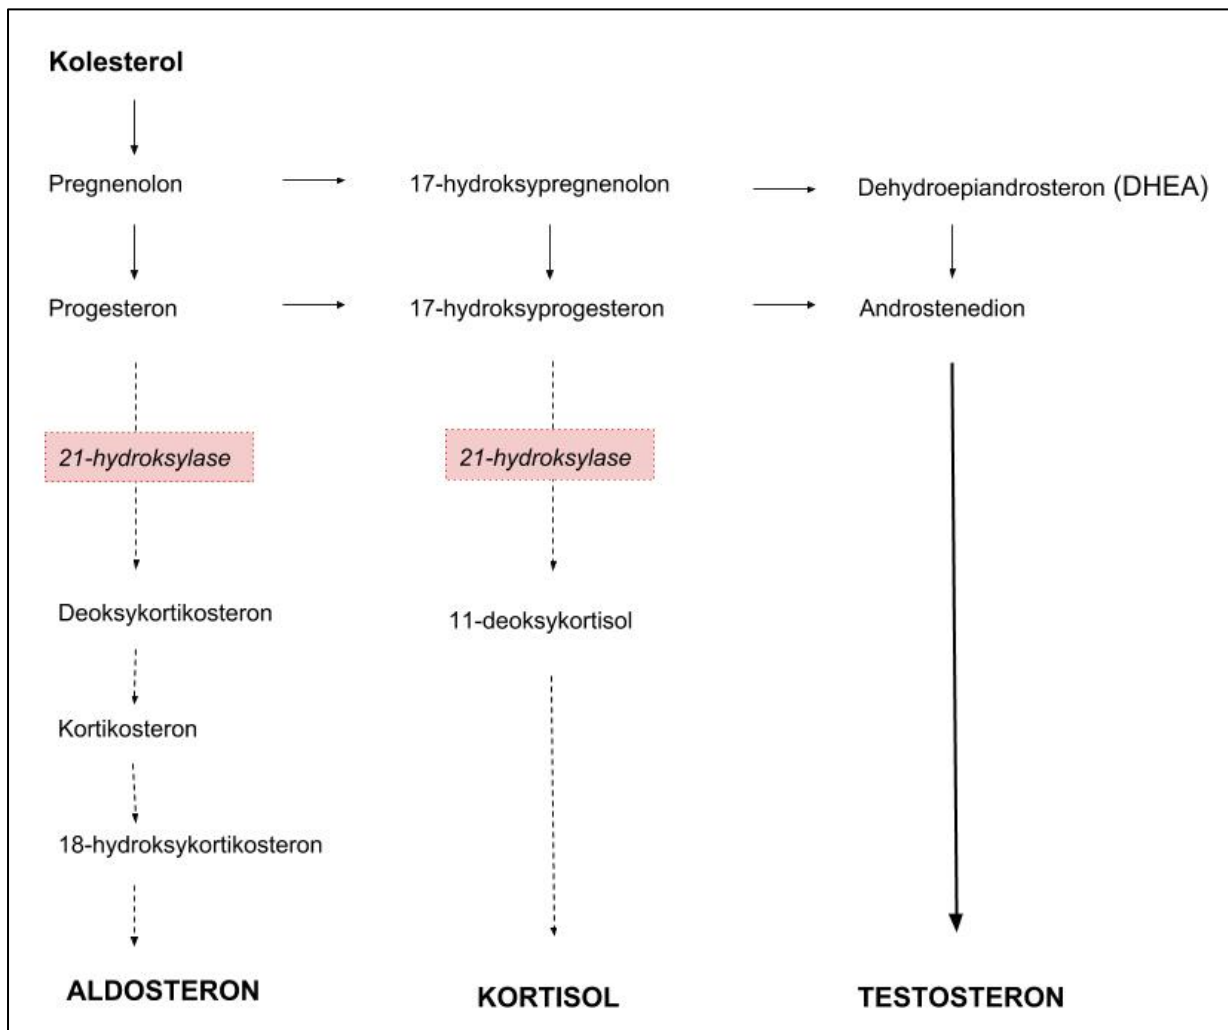 Kolesterol
Pregnenolon
17-hydroksypregnenolon
Dehydroepiandrosteron (DHEA)
Progesteron
17-hydroksyprogesteron
Androstenedion
21-hydroksylase
21-hydroksylase
Deoksykortikosteron
11-deoksykortisol
Kortikosteron
18-hydroksykortikosteron
ALDOSTERON
KORTISOL
TESTOSTERON